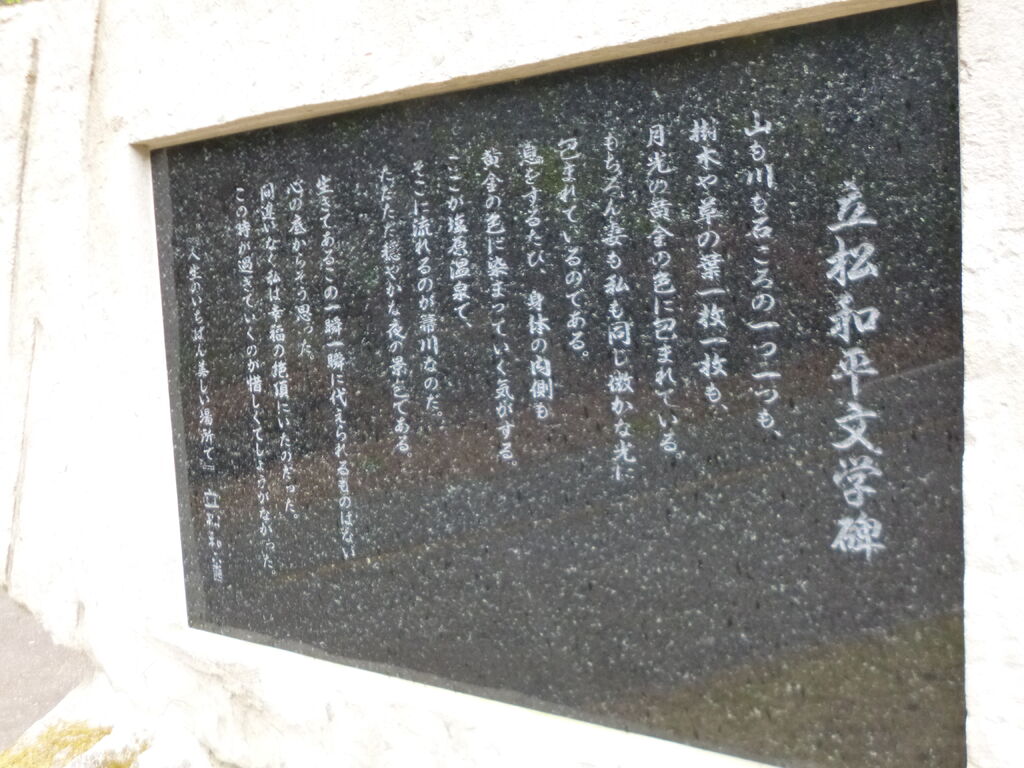 立松和平文学碑
山も川も石ころの一つ一つも、
樹木や草の葉一枚一枚も、
月光の黄金の色に包まれている。
もちろん妻も私も同じ微かな光に
包まれているのである。
息をするたび、身体の内側も
黄金の色に染まっていく気がする。
ここが塩原温泉で、
そこに流れるのが箒川なのだ。
ただただ穏やかな夜の景色である。
生きてあるこの一瞬一瞬に代えられるものはない
心の底からそう思った。
間違いなく私は幸福の絶頂にいたのだった。
この時が過ぎていくのが惜しくてしょうがなかった。
『人生のいちばん美しい場所で』 立松和平